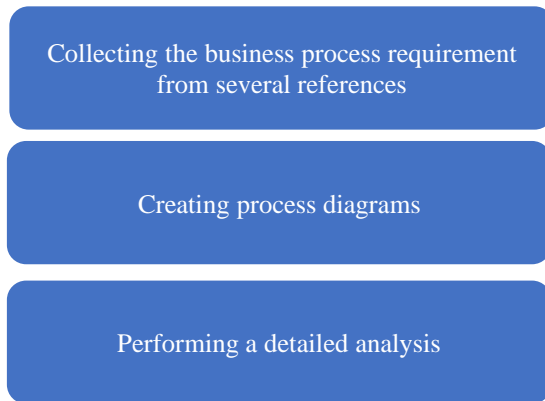 Collecting the business process requirement
from several references
Creating process diagrams
Performing a detailed analysis